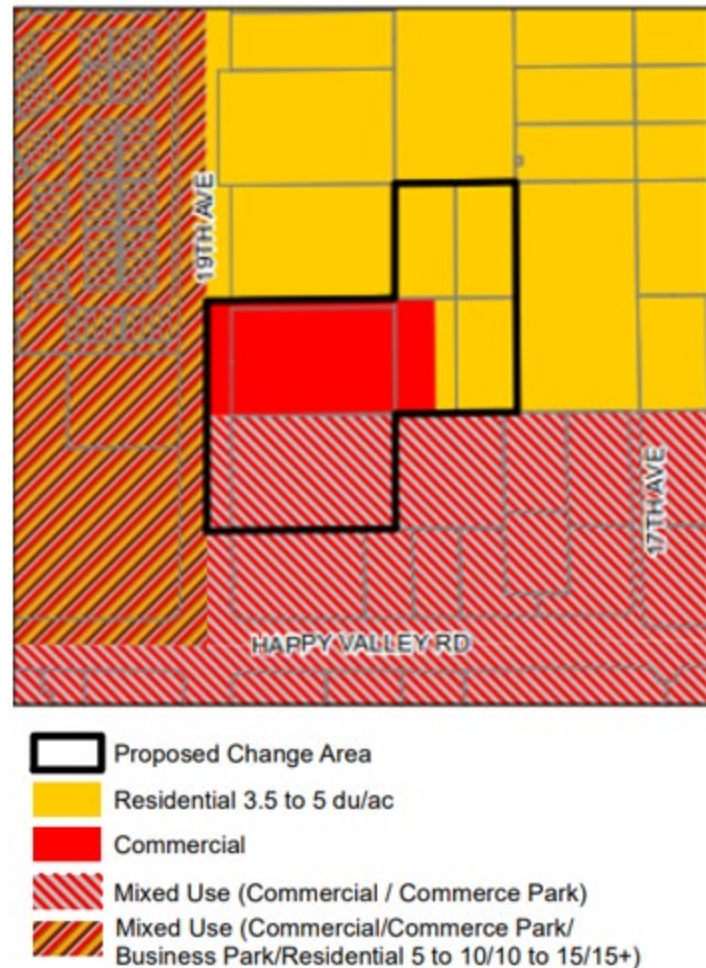 19TH AVE
17TH AVE
HAPPY VALLEY RD
Proposed Change Area
Residential 3.5 to 5 du/ac
Commercial
Mixed Use (Commercial / Commerce Park)
Mixed Use (Commercial/Commerce Park/
Business Park/Residential 5 to 10/10 to 15/15+)